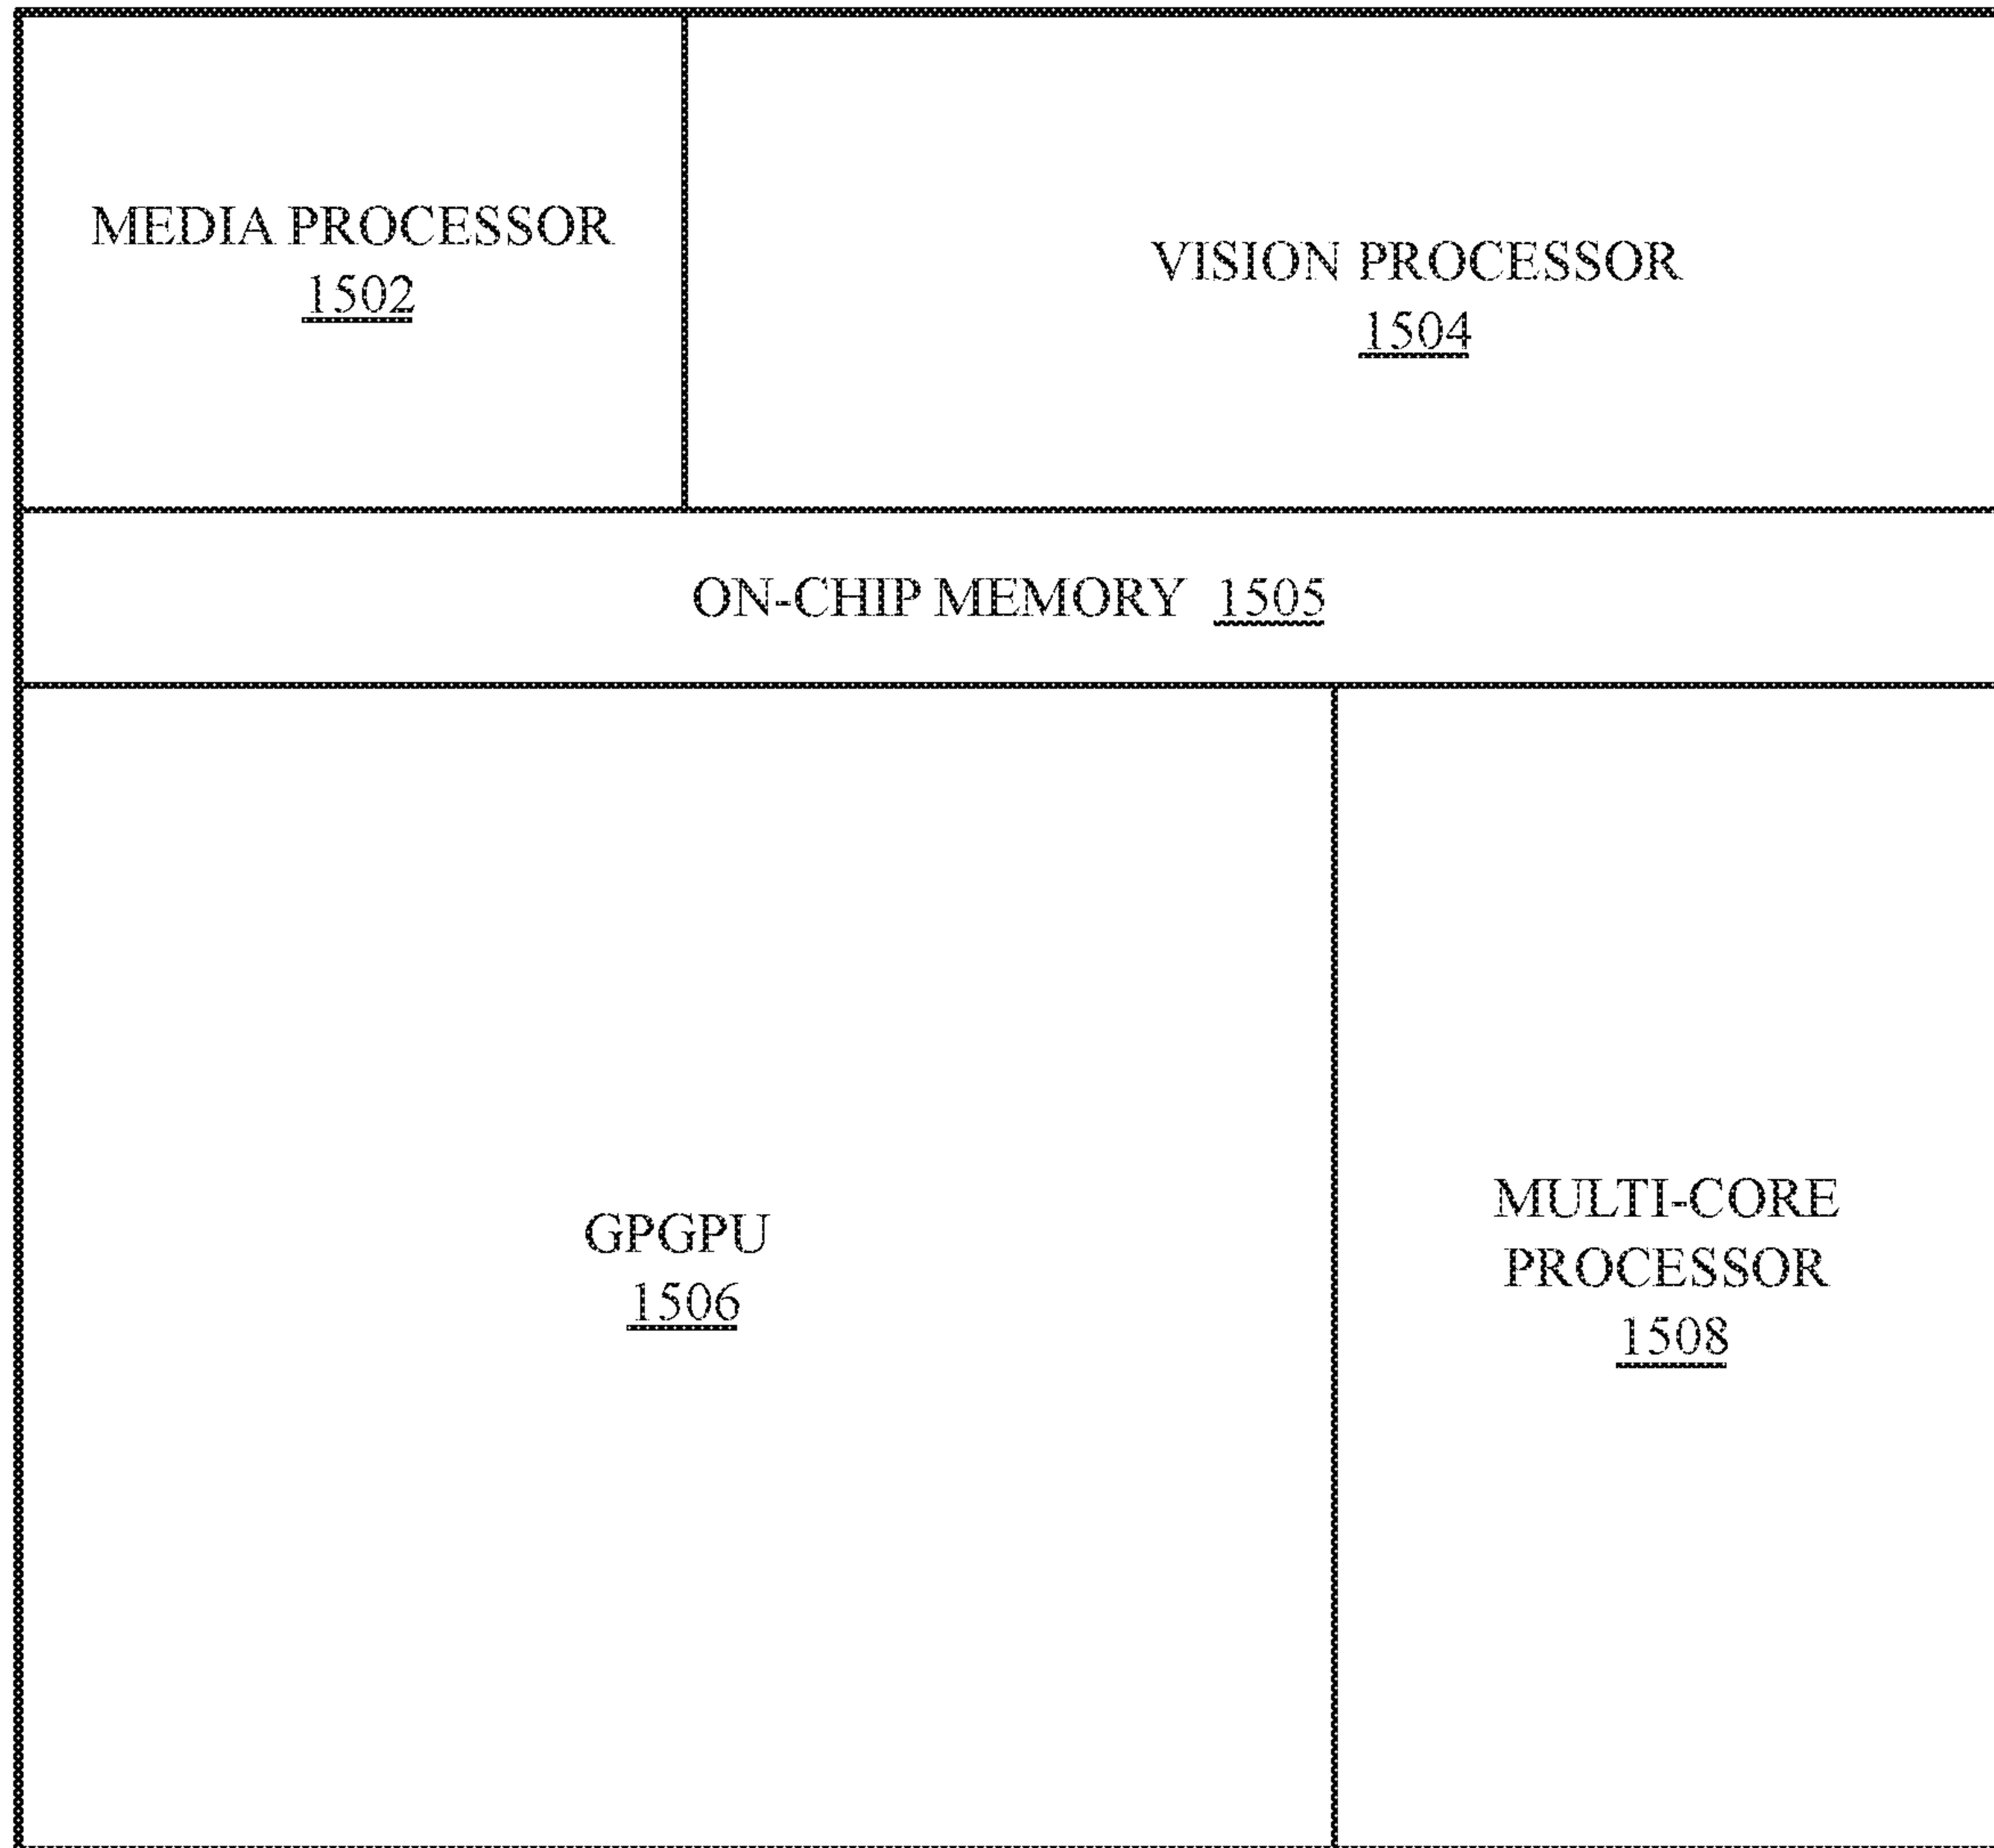 MEDIA PROCESSOR
1502
VISION PROCESSOR
1504
ON-CHIP MEMORY 1505
GPGPU
1506
MULTI-CORE
PROCESSOR
1508